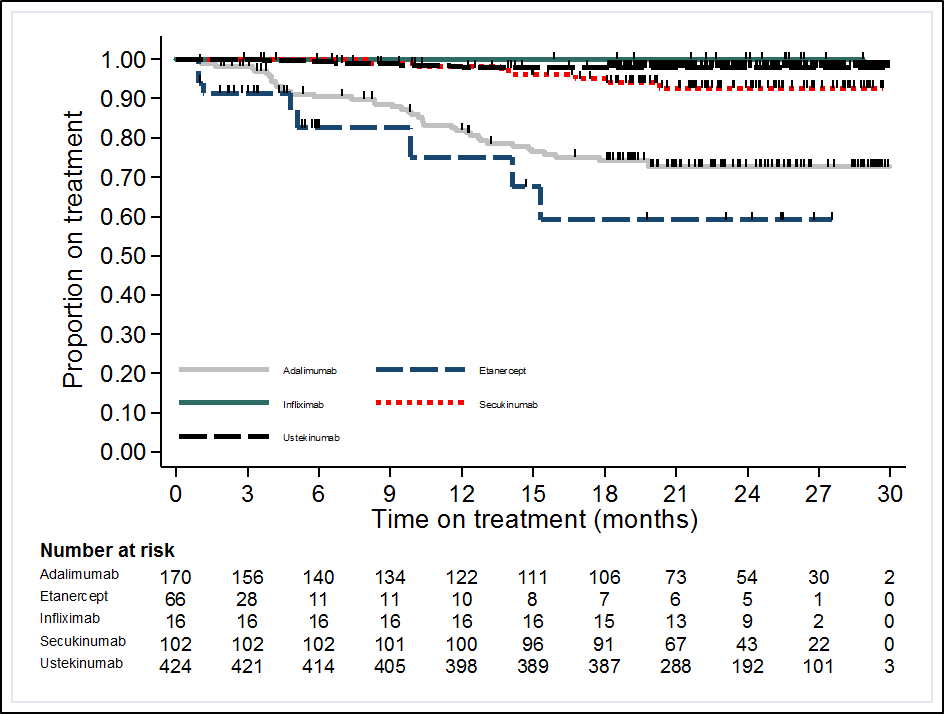 Proportion on treatment
1.00
0.90
0.80
0.70
0.60
0.50
0.40
0.30
0.20
0.10
0.00
Adalimumab Etanercept
Infliximab Secukinumab
Ustekinumab
0 3 6 9 12 15 18 21 24 27 30
Time on treatment (months)
Number at risk
Adalimumab 170 156 140 134 122 111 106 73 54 30 2
Etanercept 66 28 11 11 10 8 7 6 5 1 0
Infliximab 16 16 16 16 16 16 15 13 9 2 0
Secukinumab 102 102 102 101 100 96 91 67 43 22 0
Ustekinumab 424 421 414 405 398 389 387 288 192 101 3